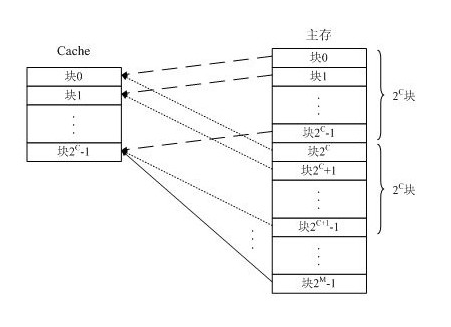 Cache
块0
块1
⋮
块2^C-1
主存
块0
块1
⋮
块2^C-1
块2^C
块2^C+1
⋮
块2^{C+1}-1
⋮
块2^M-1
2^C块
2^C块
⋮